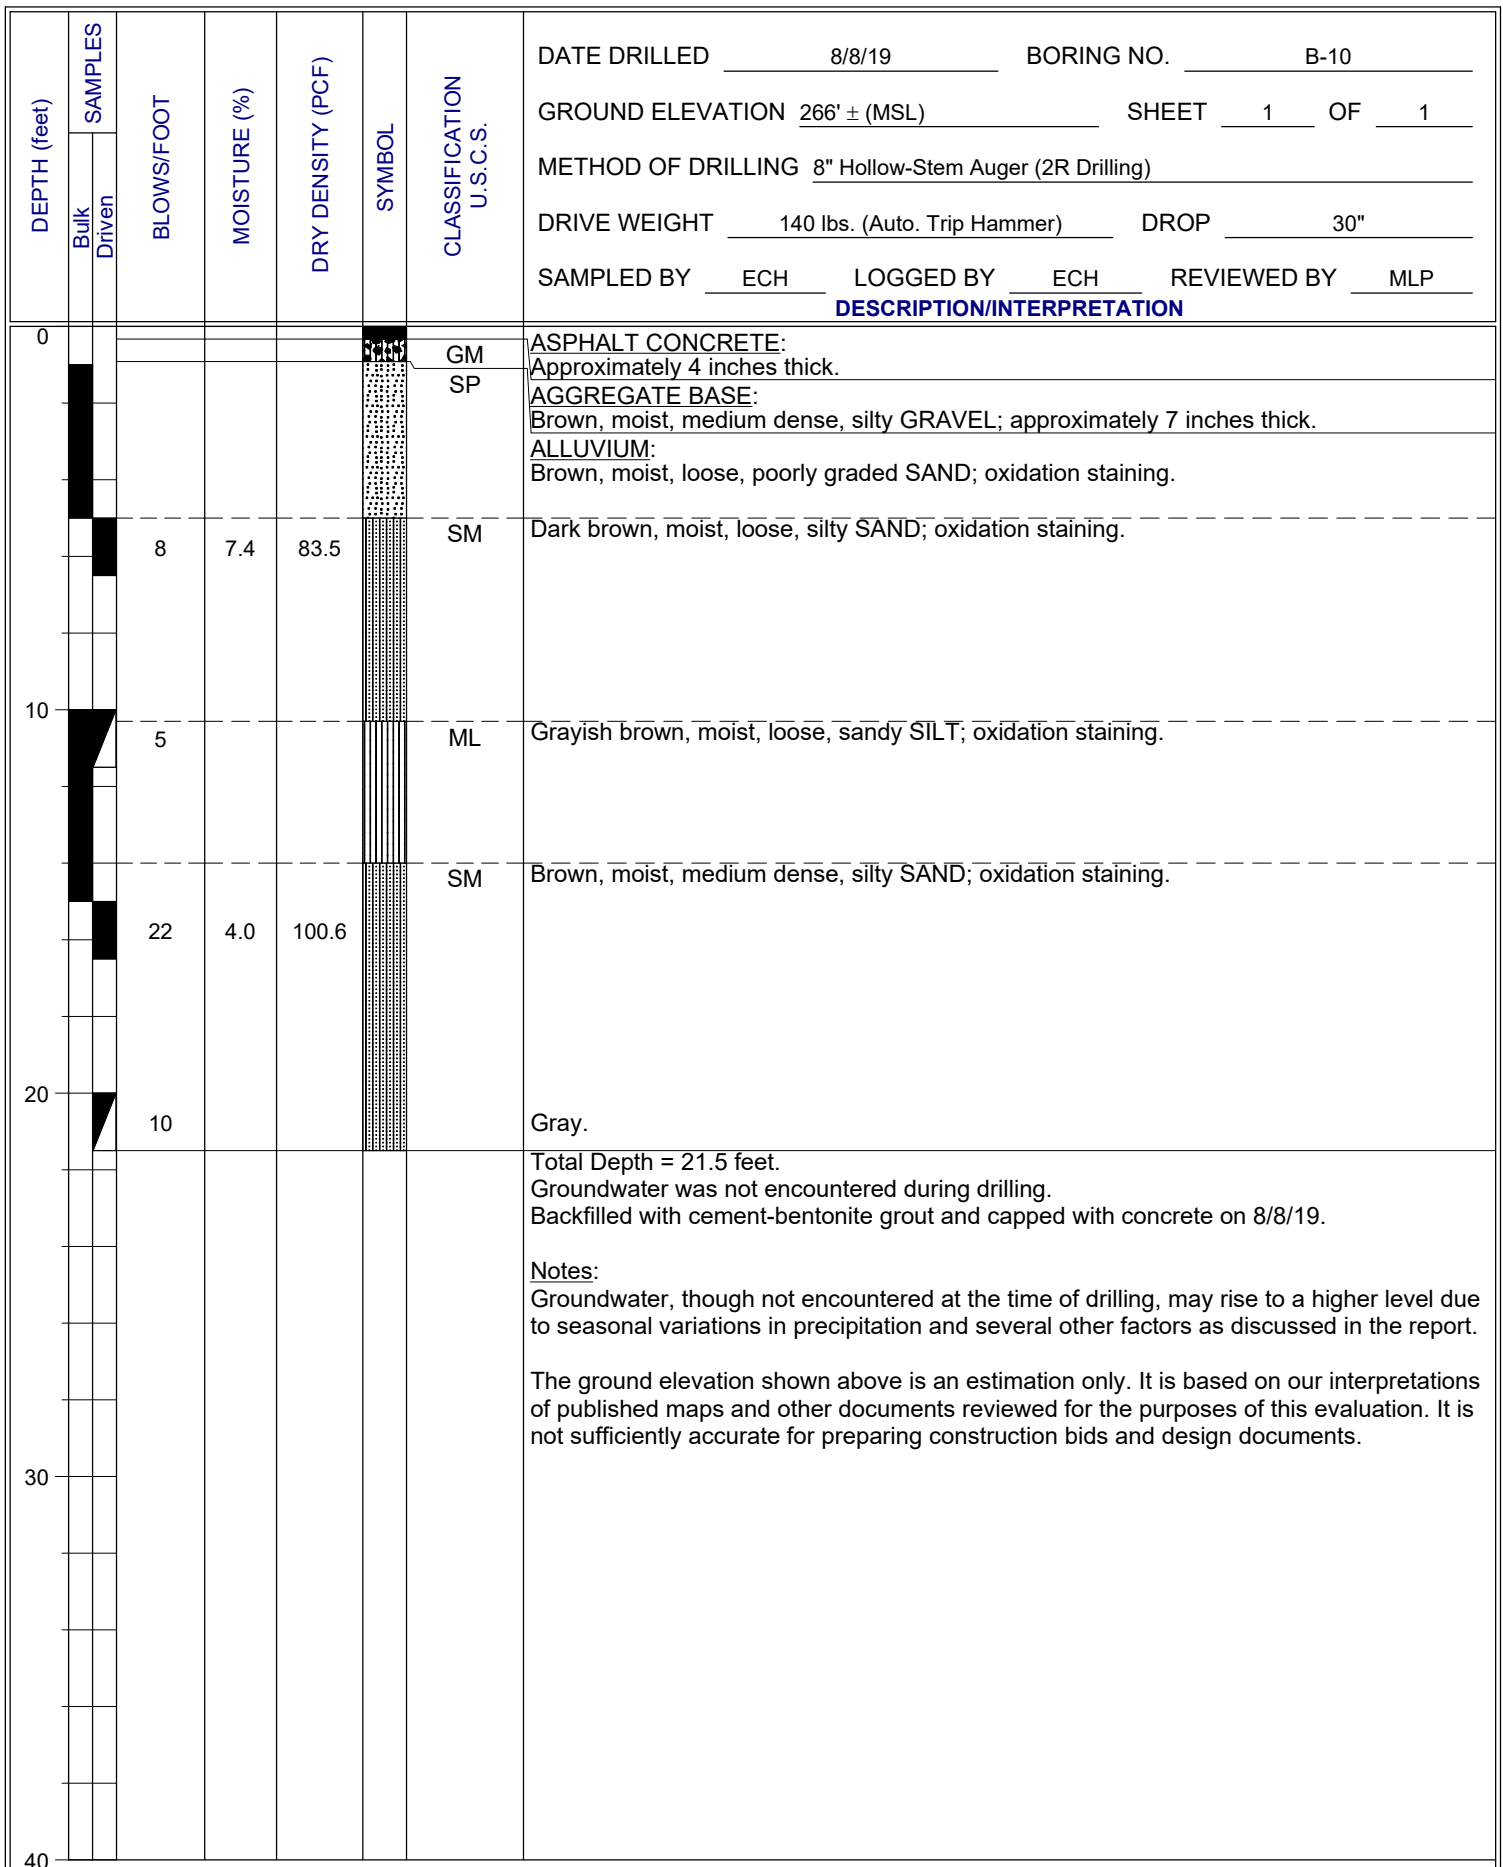 DEPTH (feet)
SAMPLES
Bulk
Driven
BLOWS/FOOT
MOISTURE (%)
DRY DENSITY (PCF)
SYMBOL
CLASSIFICATION
U.S.C.S.
DATE DRILLED 8/8/19 BORING NO. B-10
GROUND ELEVATION 266' ± (MSL) SHEET 1 OF 1
METHOD OF DRILLING 8" Hollow-Stem Auger (2R Drilling)
DRIVE WEIGHT 140 lbs. (Auto. Trip Hammer) DROP 30"
SAMPLED BY ECH LOGGED BY ECH REVIEWED BY MLP
DESCRIPTION/INTERPRETATION
0
GM
SP
ASPHALT CONCRETE:
Approximately 4 inches thick.
AGGREGATE BASE:
Brown, moist, medium dense, silty GRAVEL; approximately 7 inches thick.
ALLUVIUM:
Brown, moist, loose, poorly graded SAND; oxidation staining.
8 7.4 83.5 SM Dark brown, moist, loose, silty SAND; oxidation staining.
10
5 ML Grayish brown, moist, loose, sandy SILT; oxidation staining.
SM Brown, moist, medium dense, silty SAND; oxidation staining.
22 4.0 100.6
20
10 Gray.
Total Depth = 21.5 feet.
Groundwater was not encountered during drilling.
Backfilled with cement-bentonite grout and capped with concrete on 8/8/19.
Notes:
Groundwater, though not encountered at the time of drilling, may rise to a higher level due
to seasonal variations in precipitation and several other factors as discussed in the report.
The ground elevation shown above is an estimation only. It is based on our interpretations
of published maps and other documents reviewed for the purposes of this evaluation. It is
not sufficiently accurate for preparing construction bids and design documents.
30
40